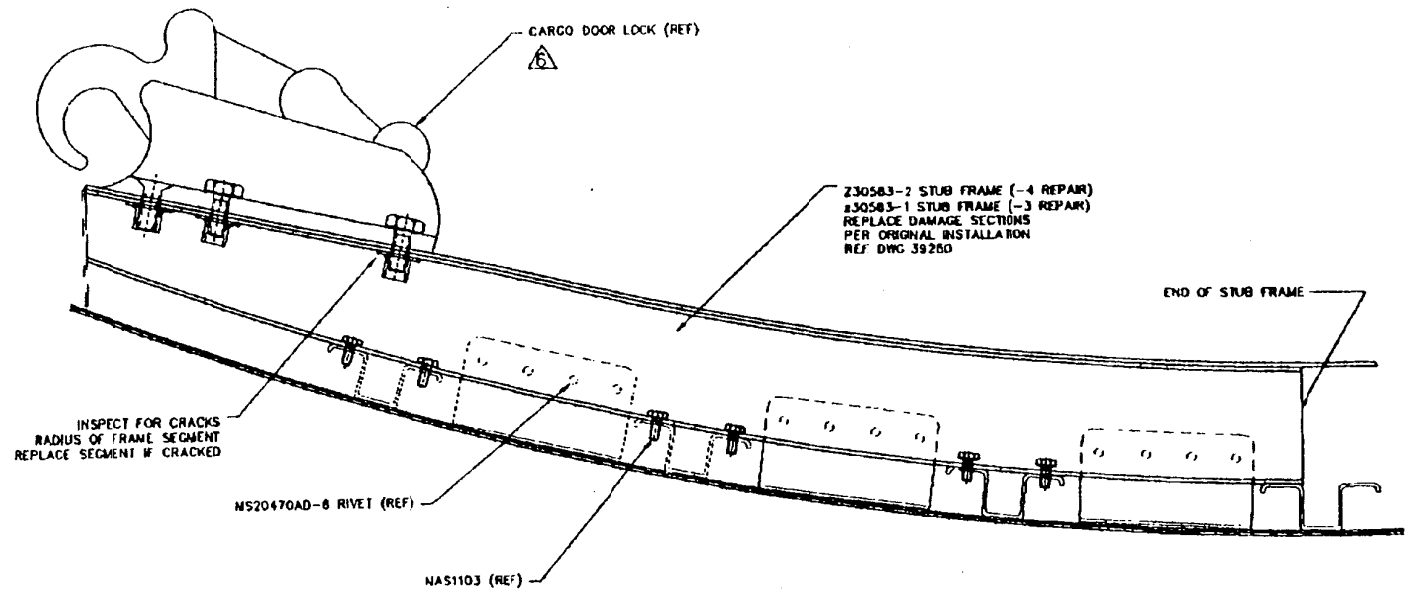 CARGO DOOR LOCK (REF)
6
230583-2 STUB FRAME (-4 REPAIR)
230583-1 STUB FRAME (-3 REPAIR)
REPLACE DAMAGE SECTIONS
PER ORIGINAL INSTALLATION
REF DWG 39280
END OF STUB FRAME
INSPECT FOR CRACKS
RADIUS OF FRAME SEGMENT
REPLACE SEGMENT IF CRACKED
MS20470AD-6 RIVET (REF)
NAS1103 (REF)